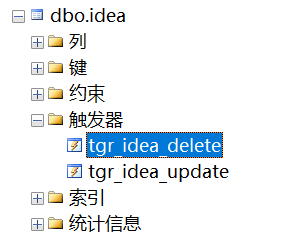 dbo.idea
列
键
约束
触发器
tgr_idea_delete
tgr_idea_update
索引
统计信息